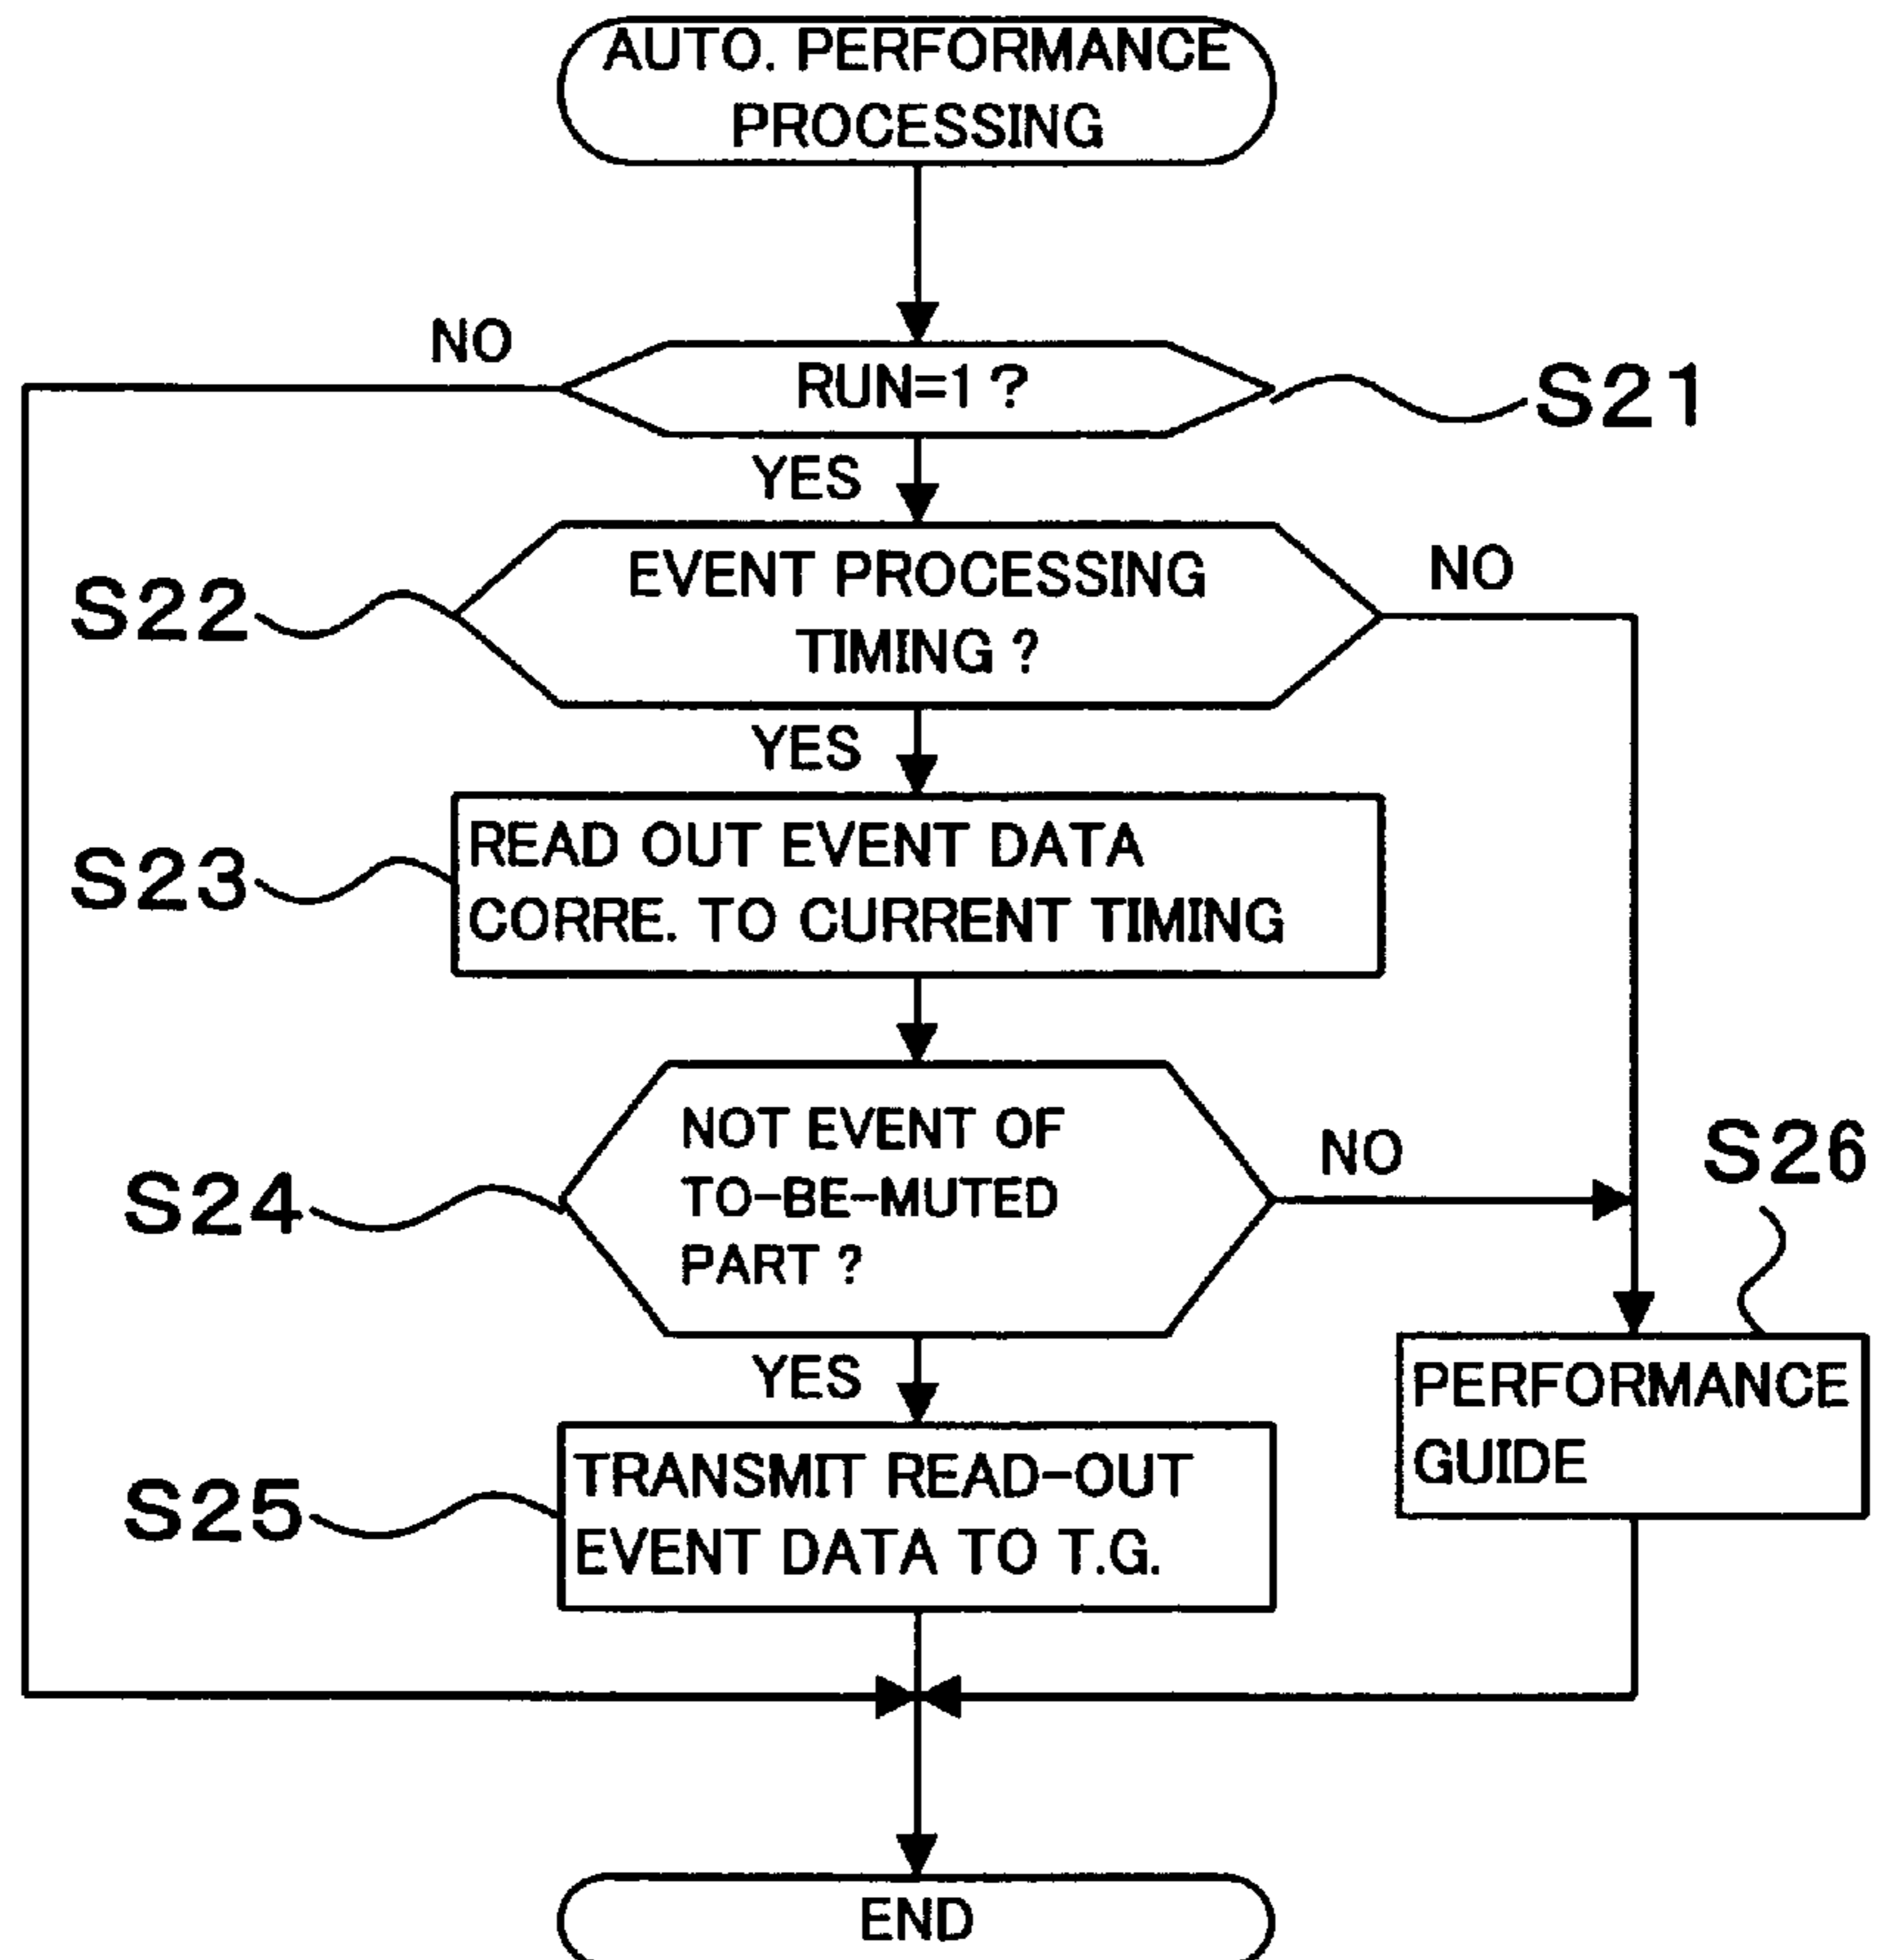 AUTO. PERFORMANCE
PROCESSING
NO
RUN=1 ?
S21
YES
EVENT PROCESSING
TIMING ?
NO
S22
YES
READ OUT EVENT DATA
CORRE. TO CURRENT TIMING
S23
NOT EVENT OF
TO-BE-MUTED
PART ?
NO
S24
S26
YES
PERFORMANCE
GUIDE
TRANSMIT READ-OUT
EVENT DATA TO T.G.
S25
END